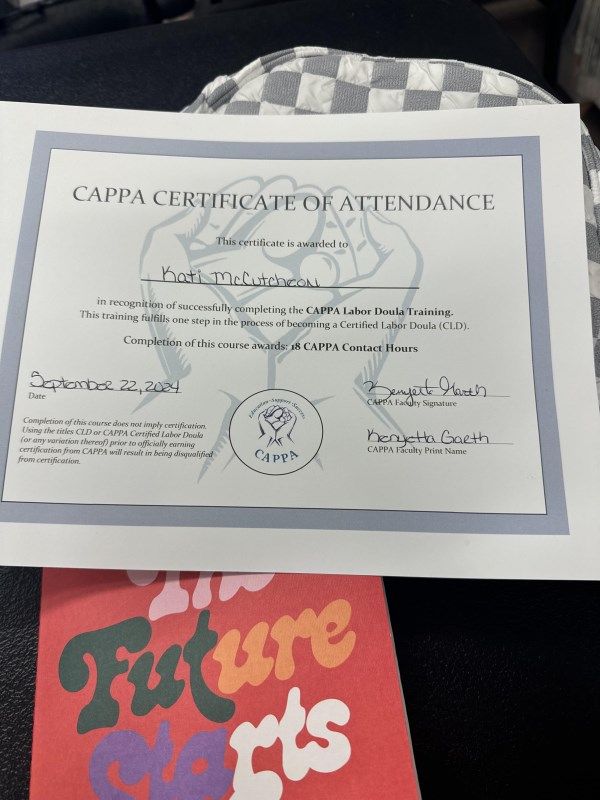 CAPPA CERTIFICATE OF ATTENDANCE
This certificate is awarded to
Kati McCutcheon
in recognition of successfully completing the CAPPA Labor Doula Training.
This training fulfills one step in the process of becoming a Certified Labor Doula (CLD).
Completion of this course awards: 18 CAPPA Contact Hours
September 22, 2024
Date
Completion of this course does not imply certification.
Using the titles CLD or CAPPA Certified Labor Doula
(or any variation thereof) prior to officially earning
certification from CAPPA will result in being disqualified
from certification.
Education • Support • Service
CAPPA
Kenyetta Garth
CAPPA Faculty Signature
Kenyetta Garth
CAPPA Faculty Print Name
The
Future
Starts